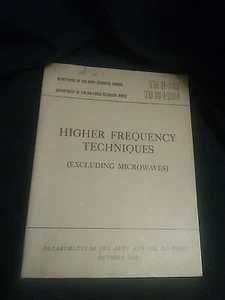 DEPARTMENT OF THE ARMY TECHNICAL MANUAL
DEPARTMENT OF THE AIR FORCE TECHNICAL ORDER
HIGHER FREQUENCY
TECHNIQUES
(EXCLUDING MICROWAVES)
DEPARTMENTS OF THE ARMY AND THE AIR FORCE
OCTOBER